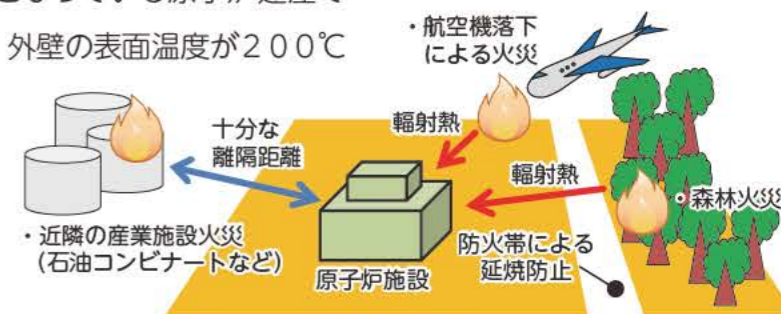 外壁の表面温度が200℃
・航空機落下
による火災
十分な
離隔距離
輻射熱
輻射熱
・森林火災
・近隣の産業施設火災
(石油コンビナートなど)
原子炉施設
防火帯による
延焼防止